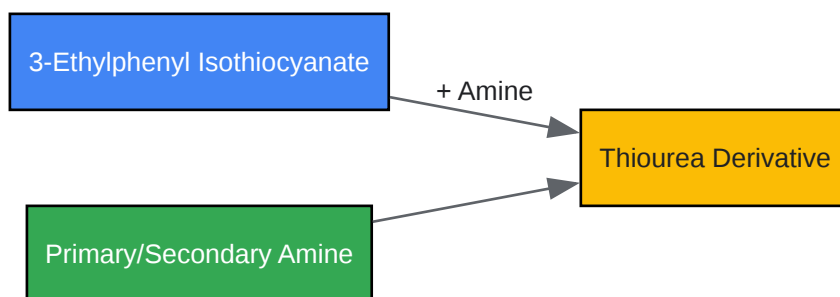 3-Ethylphenyl Isothiocyanate
+ Amine
Thiourea Derivative
Primary/Secondary Amine